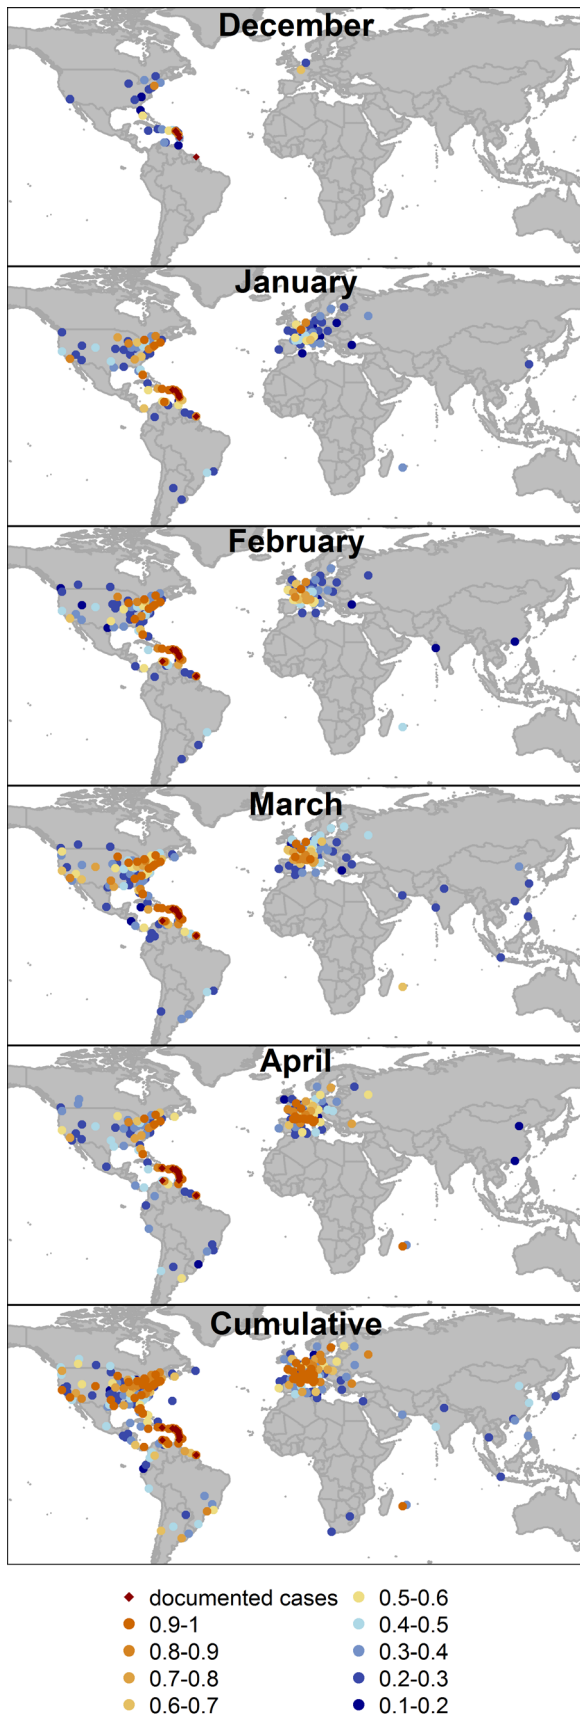 December
January
February
March
April
Cumulative
documented cases
0.9-1
0.8-0.9
0.7-0.8
0.6-0.7
0.5-0.6
0.4-0.5
0.3-0.4
0.2-0.3
0.1-0.2